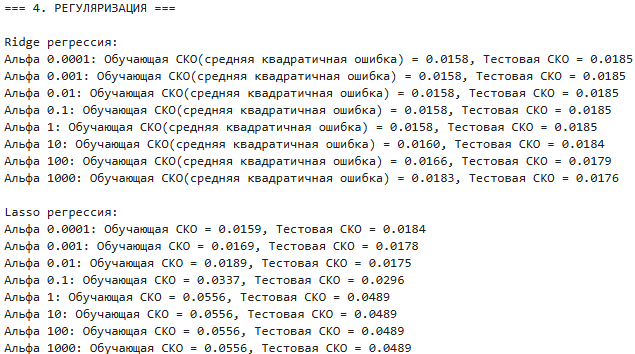 === 4. РЕГУЛЯРИЗАЦИЯ ===
Ridge регрессия:
Альфа 0.0001: Обучающая СКО(средняя квадратичная ошибка) = 0.0158, Тестовая СКО = 0.0185
Альфа 0.001: Обучающая СКО(средняя квадратичная ошибка) = 0.0158, Тестовая СКО = 0.0185
Альфа 0.01: Обучающая СКО(средняя квадратичная ошибка) = 0.0158, Тестовая СКО = 0.0185
Альфа 0.1: Обучающая СКО(средняя квадратичная ошибка) = 0.0158, Тестовая СКО = 0.0185
Альфа 1: Обучающая СКО(средняя квадратичная ошибка) = 0.0158, Тестовая СКО = 0.0185
Альфа 10: Обучающая СКО(средняя квадратичная ошибка) = 0.0160, Тестовая СКО = 0.0184
Альфа 100: Обучающая СКО(средняя квадратичная ошибка) = 0.0166, Тестовая СКО = 0.0179
Альфа 1000: Обучающая СКО(средняя квадратичная ошибка) = 0.0183, Тестовая СКО = 0.0176
Lasso регрессия:
Альфа 0.0001: Обучающая СКО = 0.0159, Тестовая СКО = 0.0184
Альфа 0.001: Обучающая СКО = 0.0169, Тестовая СКО = 0.0178
Альфа 0.01: Обучающая СКО = 0.0189, Тестовая СКО = 0.0175
Альфа 0.1: Обучающая СКО = 0.0337, Тестовая СКО = 0.0296
Альфа 1: Обучающая СКО = 0.0556, Тестовая СКО = 0.0489
Альфа 10: Обучающая СКО = 0.0556, Тестовая СКО = 0.0489
Альфа 100: Обучающая СКО = 0.0556, Тестовая СКО = 0.0489
Альфа 1000: Обучающая СКО = 0.0556, Тестовая СКО = 0.0489